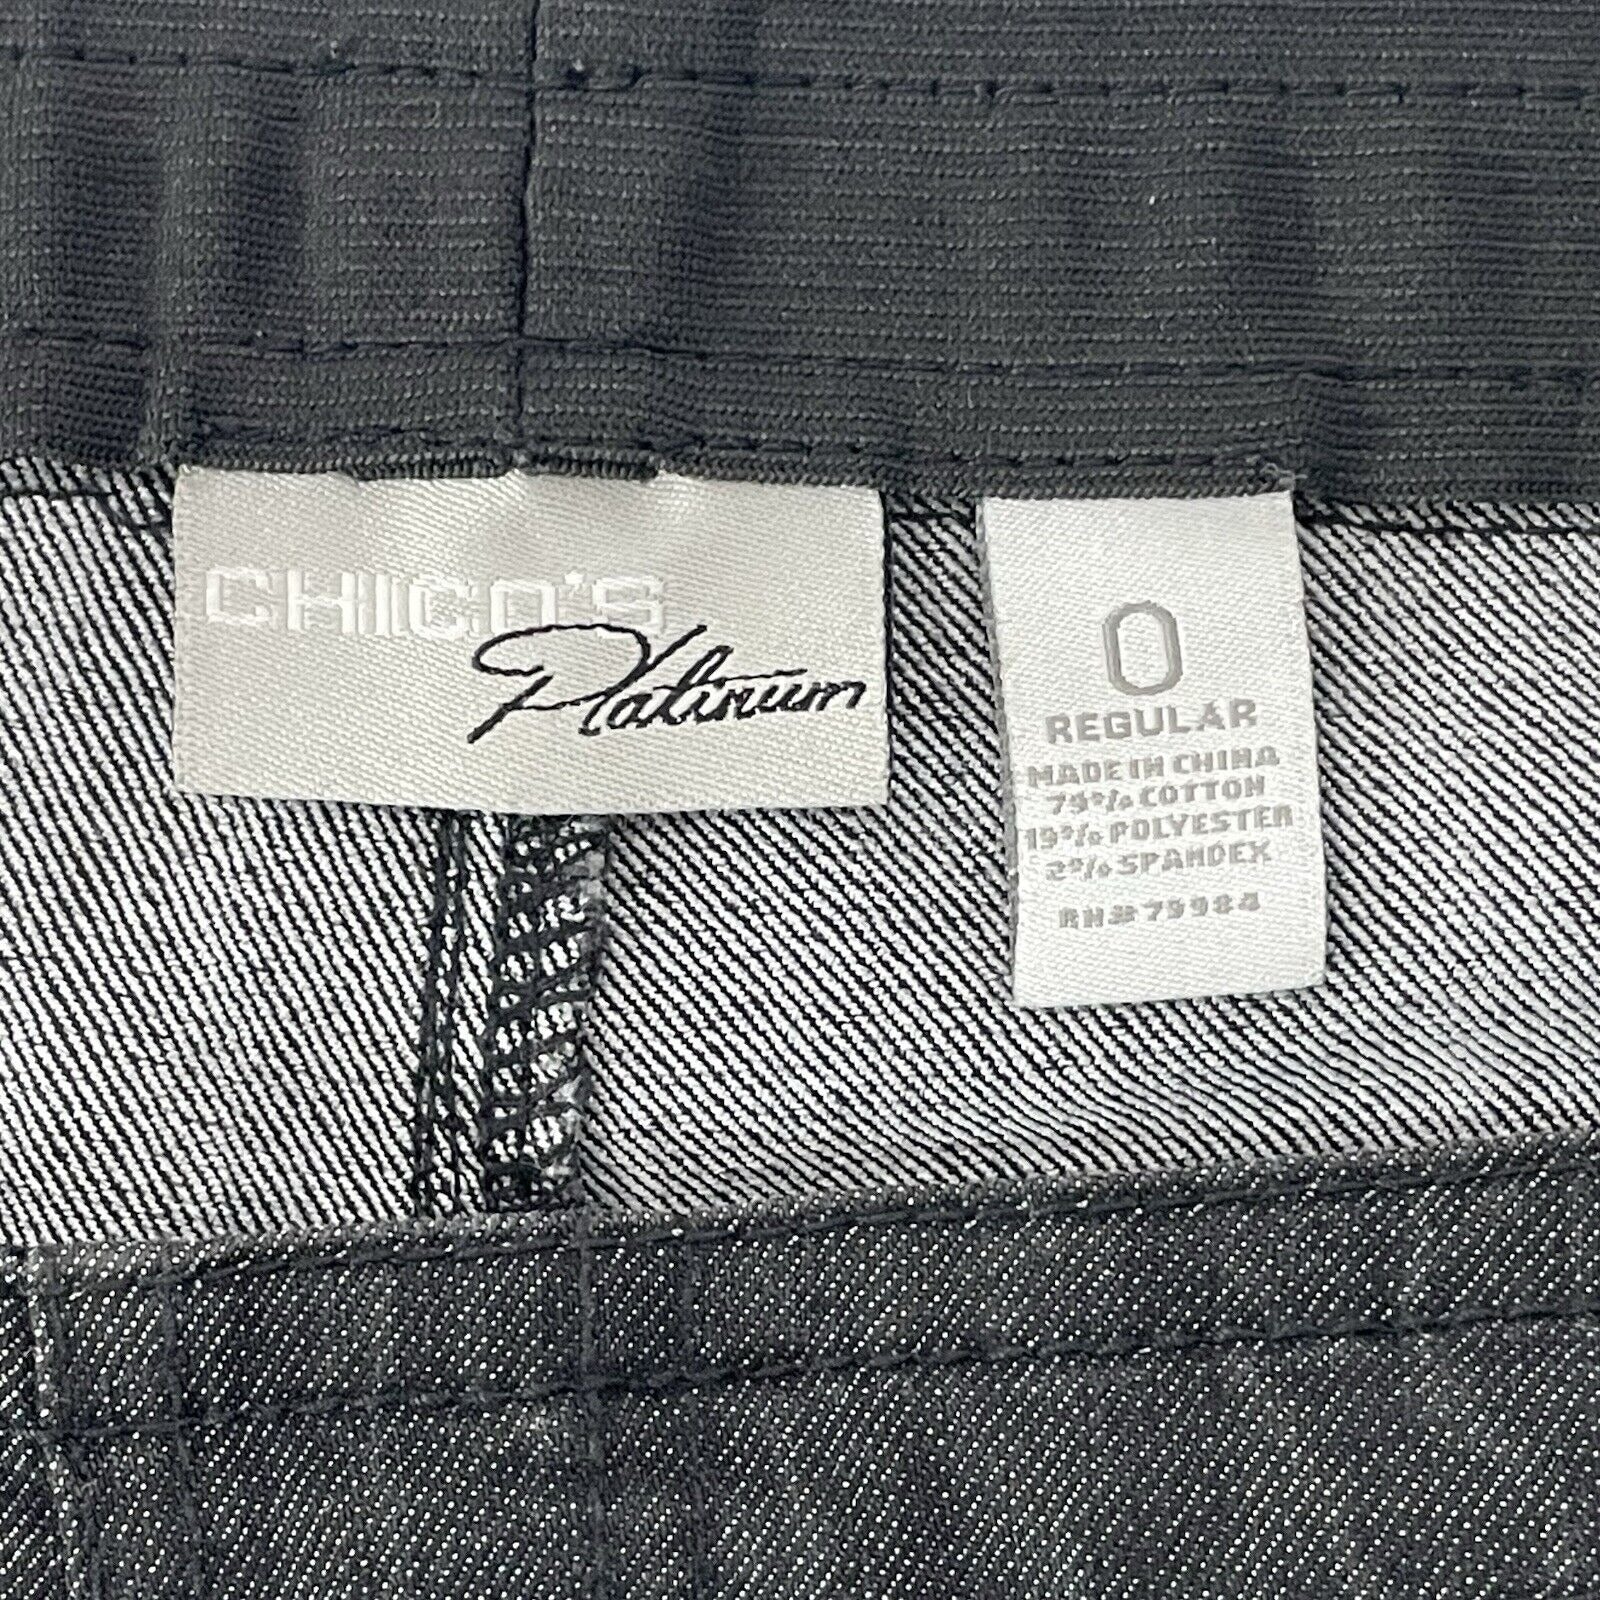 CHICO'S
Platinum
0
REGULAR
MADE IN CHINA
79% COTTON
19% POLYESTER
2% SPANDEX
RN# 79984